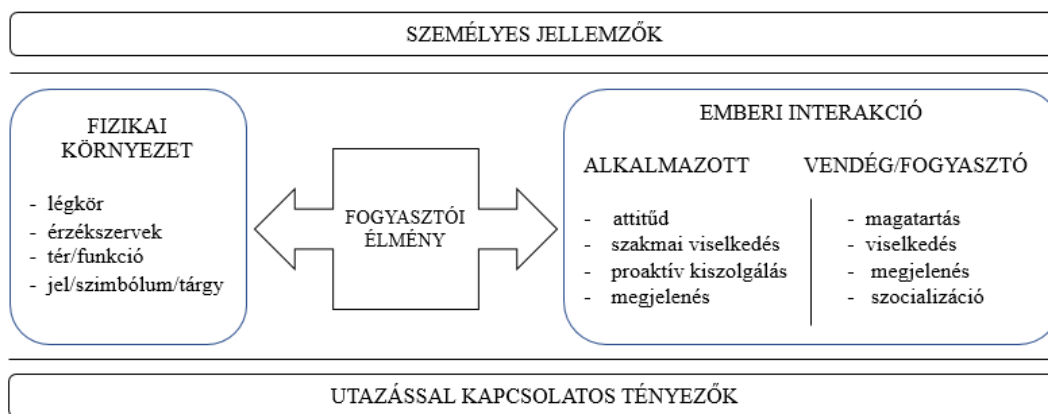 SZEMÉLYES JELLEMZŐK
FIZIKAI
KÖRNYEZET
- légkör
- érzékszervek
- tér/funkció
- jel/szimbólum/tárgy
FOGYASZTÓI
ÉLMÉNY
EMBERI INTERAKCIÓ
ALKALMAZOTT
- attitűd
- szakmai viselkedés
- proaktív kiszolgálás
- megjelenés
VENDÉG/FOGYASZTÓ
- magatartás
- viselkedés
- megjelenés
- szocializáció
UTAZÁSSAL KAPCSOLATOS TÉNYEZŐK